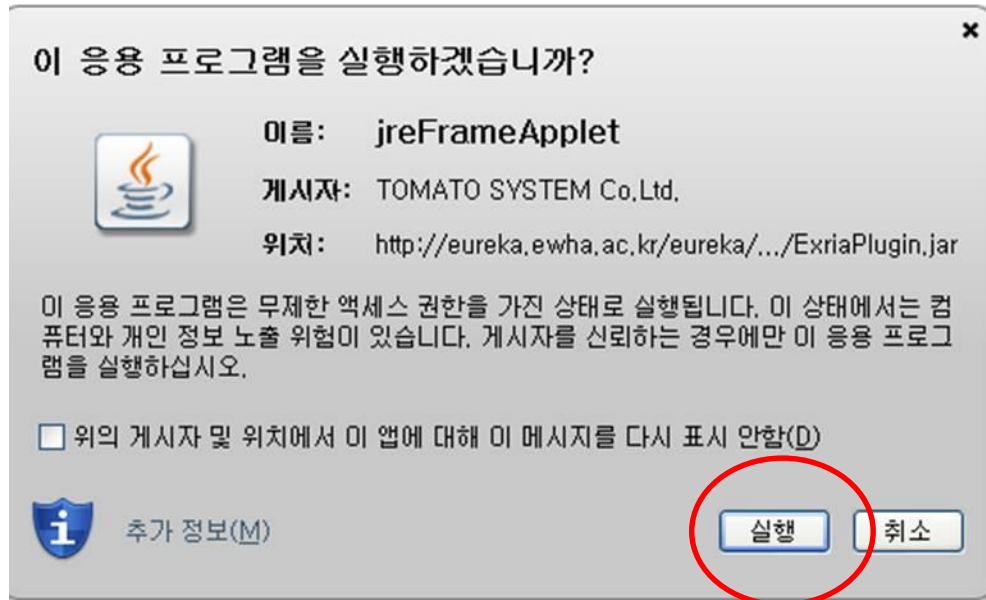 이 응용 프로그램을 실행하겠습니까?
이름: jreFrameApplet
게시자: TOMATO SYSTEM Co,Ltd,
위치: http://eureka,ewha,ac,kr/eureka/,,,/ExriaPlugin,jar
이 응용 프로그램은 무제한 액세스 권한을 가진 상태로 실행됩니다. 이 상태에서는 컴
퓨터와 개인 정보 노출 위험이 있습니다. 게시자를 신뢰하는 경우에만 이 응용 프로그
램을 실행하십시오.
위의 게시자 및 위치에서 이 앱에 대해 이 메시지를 다시 표시 안함(D)
추가 정보(M) 실행 취소